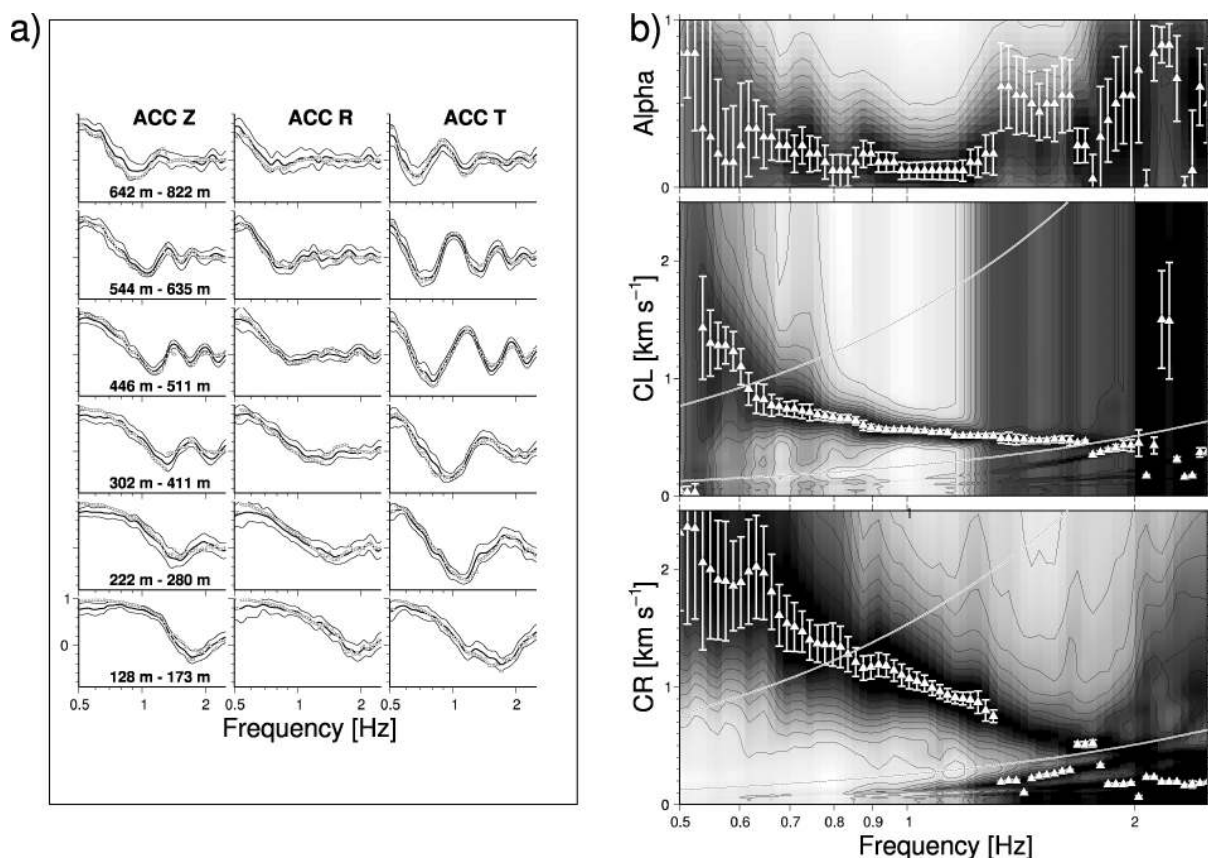 a)
ACC Z ACC R ACC T
642 m - 822 m
544 m - 635 m
446 m - 511 m
302 m - 411 m
222 m - 280 m
1
0
128 m - 173 m
0.5 1 2 0.5 1 2 0.5 1 2
Frequency [Hz]
b)
1
Alpha
0
2
CL [km s⁻¹]
1
0
1
2
CR [km s⁻¹]
1
0
0.5 0.6 0.7 0.8 0.9 1 2
Frequency [Hz]